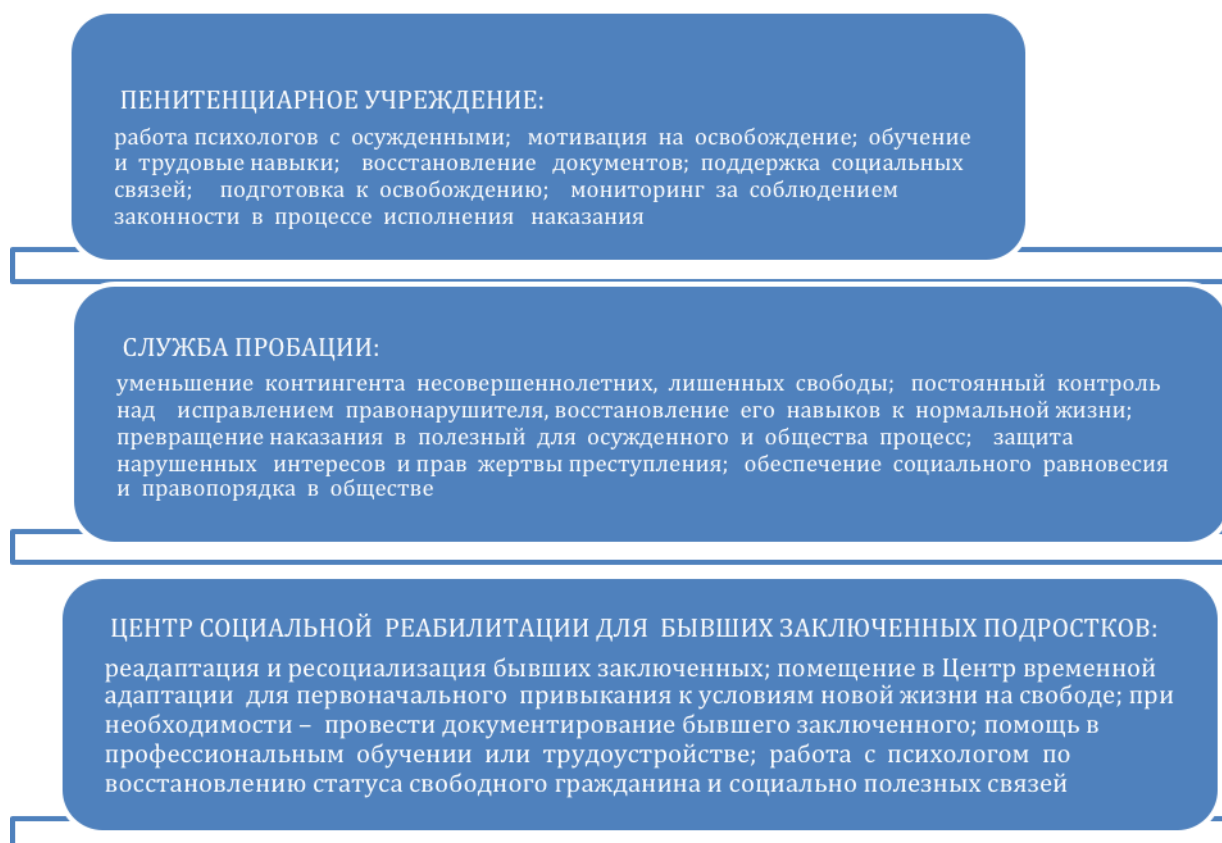 ПЕНИТЕНЦИАРНОЕ УЧРЕЖДЕНИЕ:
работа психологов с осужденными; мотивация на освобождение; обучение
и трудовые навыки; восстановление документов; поддержка социальных
связей; подготовка к освобождению; мониторинг за соблюдением
законности в процессе исполнения наказания
СЛУЖБА ПРОБАЦИИ:
уменьшение контингента несовершеннолетних, лишенных свободы; постоянный контроль
над исправлением правонарушителя, восстановление его навыков к нормальной жизни;
превращение наказания в полезный для осужденного и общества процесс; защита
нарушенных интересов и прав жертвы преступления; обеспечение социального равновесия
и правопорядка в обществе
ЦЕНТР СОЦИАЛЬНОЙ РЕАБИЛИТАЦИИ ДЛЯ БЫВШИХ ЗАКЛЮЧЕННЫХ ПОДРОСТКОВ:
реадаптация и ресоциализация бывших заключенных; помещение в Центр временной
адаптации для первоначального привыкания к условиям новой жизни на свободе; при
необходимости – провести документирование бывшего заключенного; помощь в
профессиональным обучении или трудоустройстве; работа с психологом по
восстановлению статуса свободного гражданина и социально полезных связей